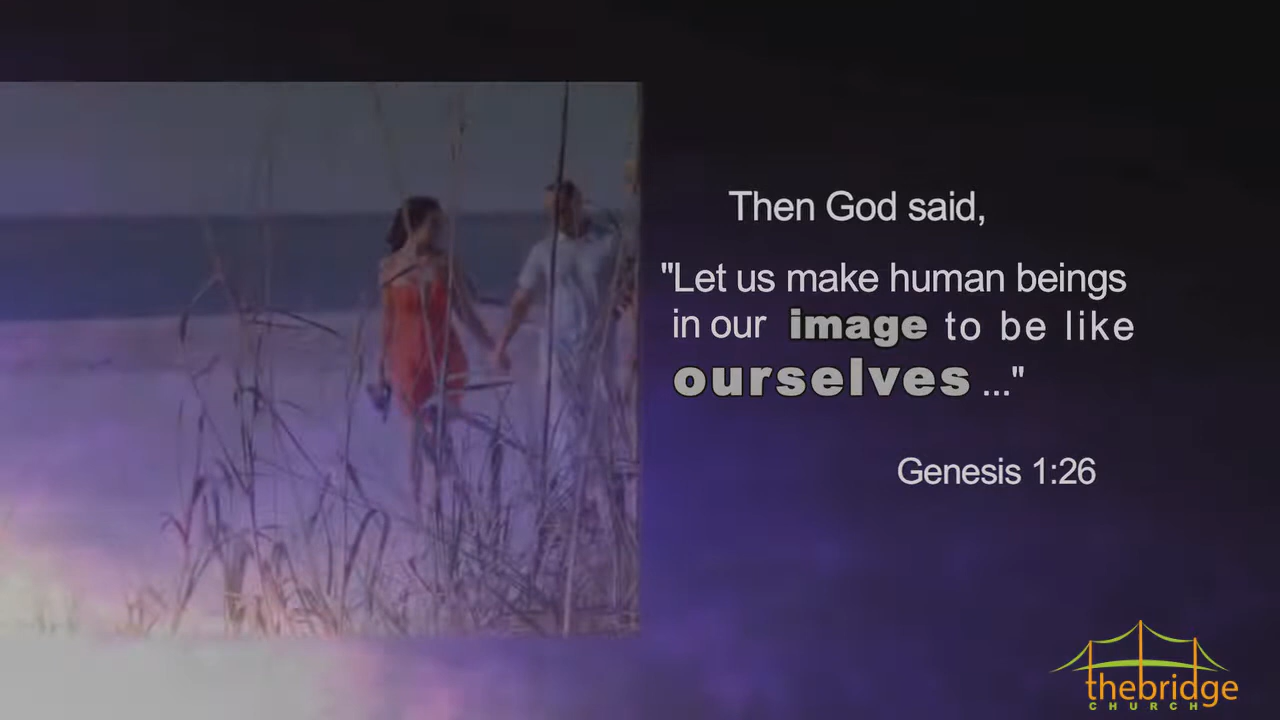 Then God said,
"Let us make human beings
in our image to be like
ourselves ..."
Genesis 1:26
thebridge
CHURCH